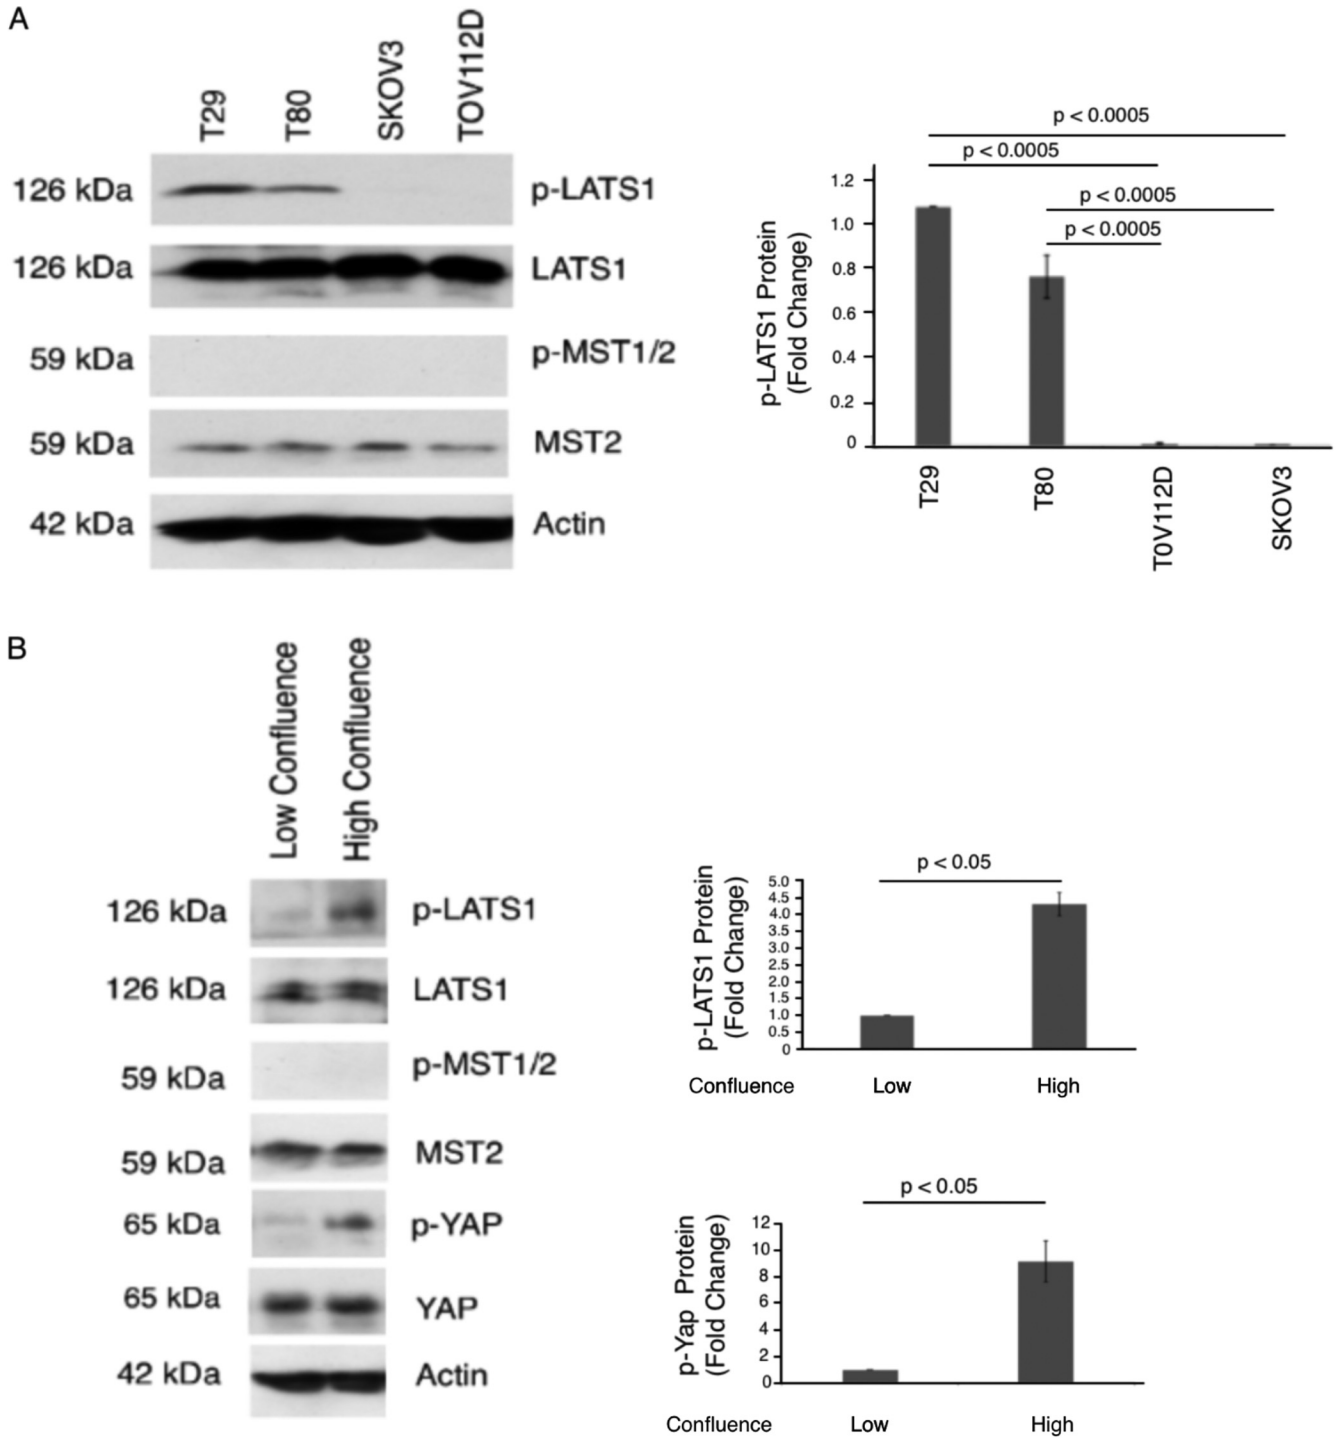 A
T29
T80
SKOV3
TOV112D
126 kDa
p-LATS1
126 kDa
LATS1
59 kDa
p-MST1/2
59 kDa
MST2
42 kDa
Actin
p < 0.0005
p < 0.0005
p < 0.0005
p < 0.0005
p-LATS1 Protein
(Fold Change)
1.2
1.0
0.8
0.6
0.4
0.2
0
T29
T80
T0V112D
SKOV3
B
Low Confluence
High Confluence
126 kDa
p-LATS1
126 kDa
LATS1
59 kDa
p-MST1/2
59 kDa
MST2
65 kDa
p-YAP
65 kDa
YAP
42 kDa
Actin
p < 0.05
p-LATS1 Protein
(Fold Change)
5.0
4.5
4.0
3.5
3.0
2.5
2.0
1.5
1.0
0.5
0
Confluence
Low
High
p < 0.05
p-Yap Protein
(Fold Change)
12
10
8
6
4
2
0
Confluence
Low
High